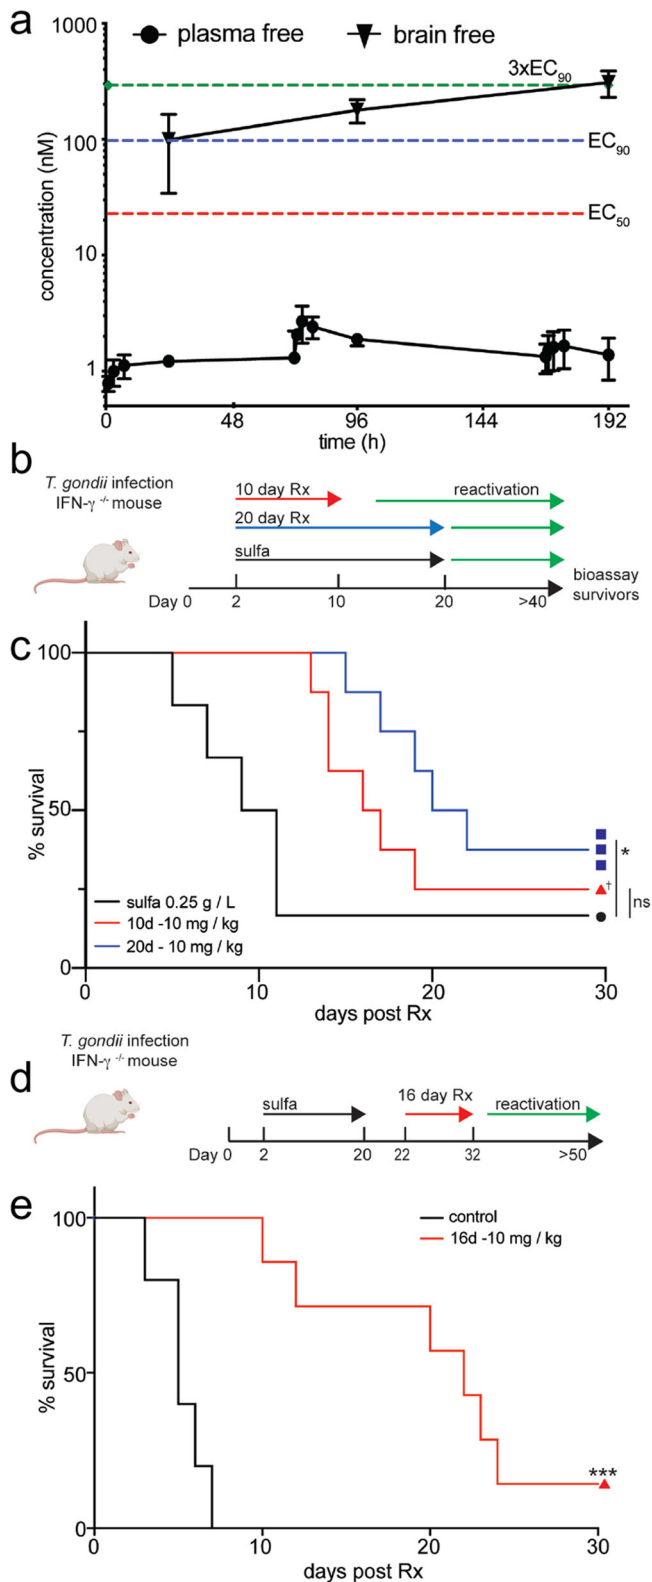 a
plasma free
brain free
1000
100
10
1
concentration (nM)
3xEC90
EC90
EC50
0
48
96
144
192
time (h)
b
T. gondii infection
IFN-γ -/- mouse
10 day Rx
reactivation
20 day Rx
sulfa
bioassay
survivors
Day 0
2
10
20
>40
c
100
50
0
% survival
*
†
ns
sulfa 0.25 g / L
10d -10 mg / kg
20d - 10 mg / kg
0
10
20
30
days post Rx
d
T. gondii infection
IFN-γ -/- mouse
sulfa
16 day Rx
reactivation
Day 0
2
20
22
32
>50
e
100
50
0
% survival
control
16d -10 mg / kg
***
0
10
20
30
days post Rx